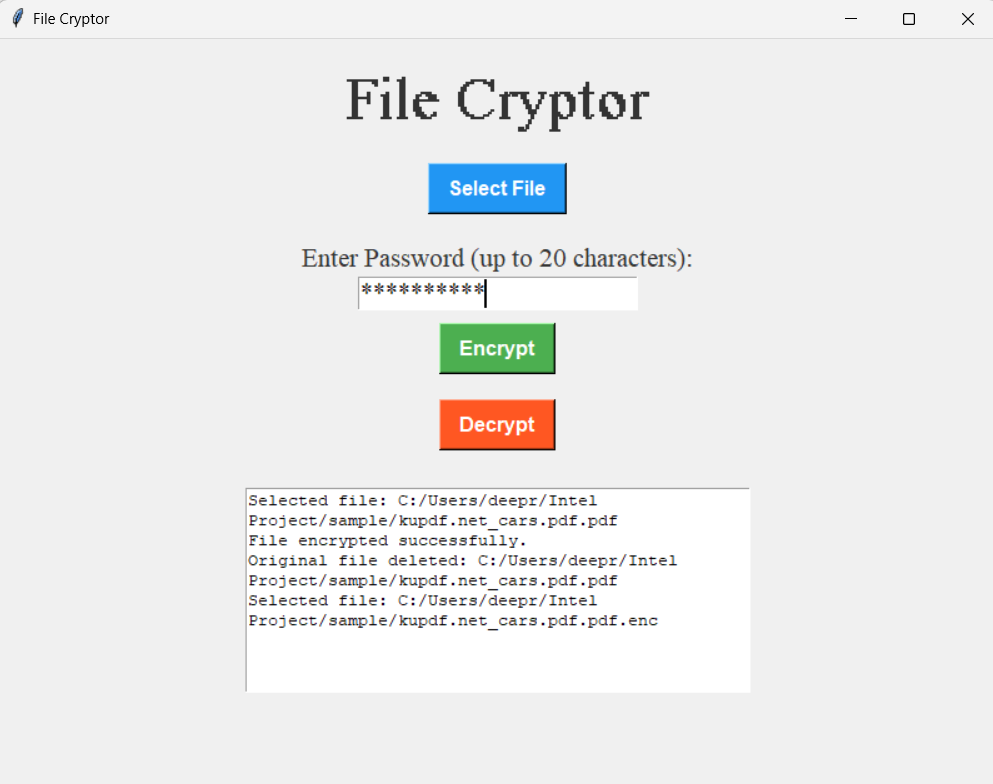 File Cryptor
File Cryptor
Select File
Enter Password (up to 20 characters):
**********
Encrypt
Decrypt
Selected file: C:/Users/deepr/Intel
Project/sample/kupdf.net_cars.pdf.pdf
File encrypted successfully.
Original file deleted: C:/Users/deepr/Intel
Project/sample/kupdf.net_cars.pdf.pdf
Selected file: C:/Users/deepr/Intel
Project/sample/kupdf.net_cars.pdf.pdf.enc